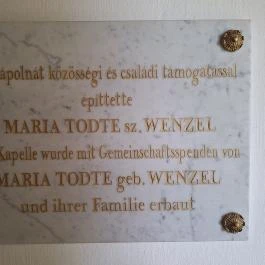 ápolnát közösségi és családi támogatással
építtette
MARIA TODTE sz. WENZEL
Kapelle wurde mit Gemeinschaftsspenden von
MARIA TODTE geb. WENZEL
und ihrer Familie erbaut